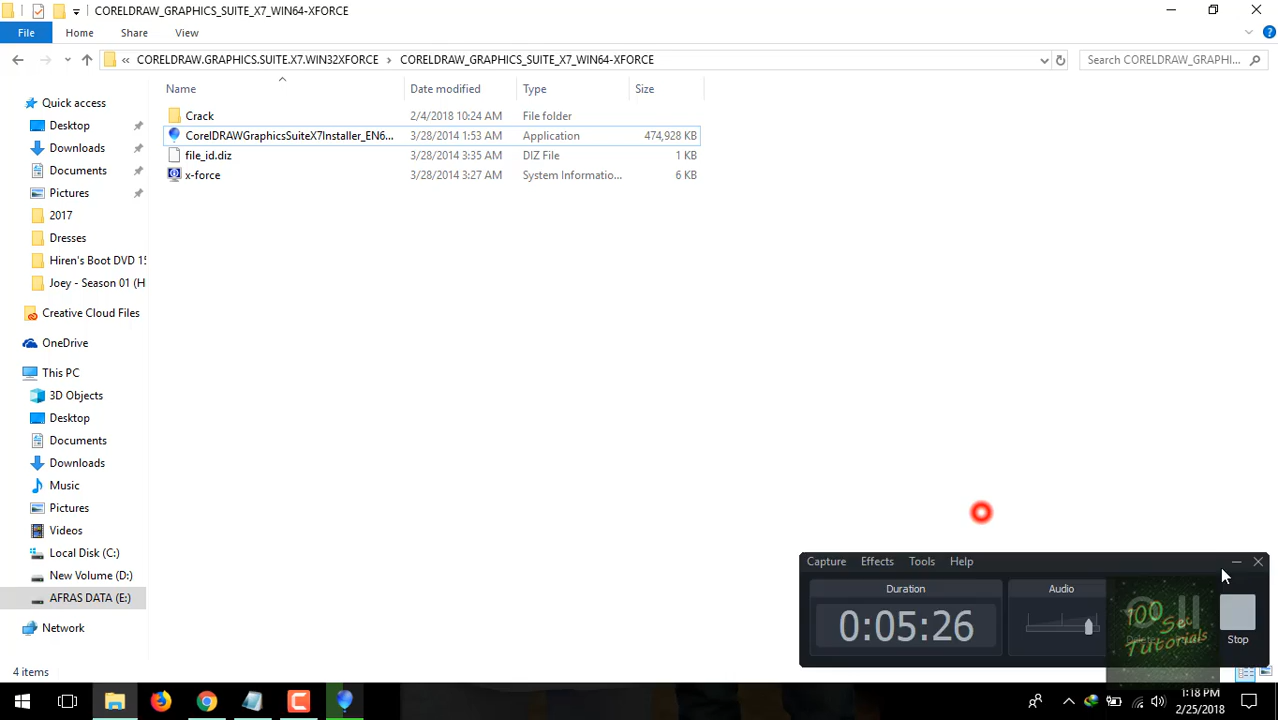 CORELDRAW_GRAPHICS_SUITE_X7_WIN64-XFORCE
File Home Share View
« CORELDRAW.GRAPHICS.SUITE.X7.WIN32XFORCE > CORELDRAW_GRAPHICS_SUITE_X7_WIN64-XFORCE
Search CORELDRAW_GRAPHI...
Name Date modified Type Size
Quick access
Desktop
Downloads
Documents
Pictures
2017
Dresses
Hiren's Boot DVD 15
Joey - Season 01 (H
Creative Cloud Files
OneDrive
This PC
3D Objects
Desktop
Documents
Downloads
Music
Pictures
Videos
Local Disk (C:)
New Volume (D:)
AFRAS DATA (E:)
Network
Crack 2/4/2018 10:24 AM File folder
CorelDRAWGraphicsSuiteX7Installer_EN6... 3/28/2014 1:53 AM Application 474,928 KB
file_id.diz 3/28/2014 3:35 AM DIZ File 1 KB
x-force 3/28/2014 3:27 AM System Informatio... 6 KB
Capture Effects Tools Help
Duration
0:05:26
Audio
100
Sec
Tutorials
Stop
4 items
1:18 PM
2/25/2018